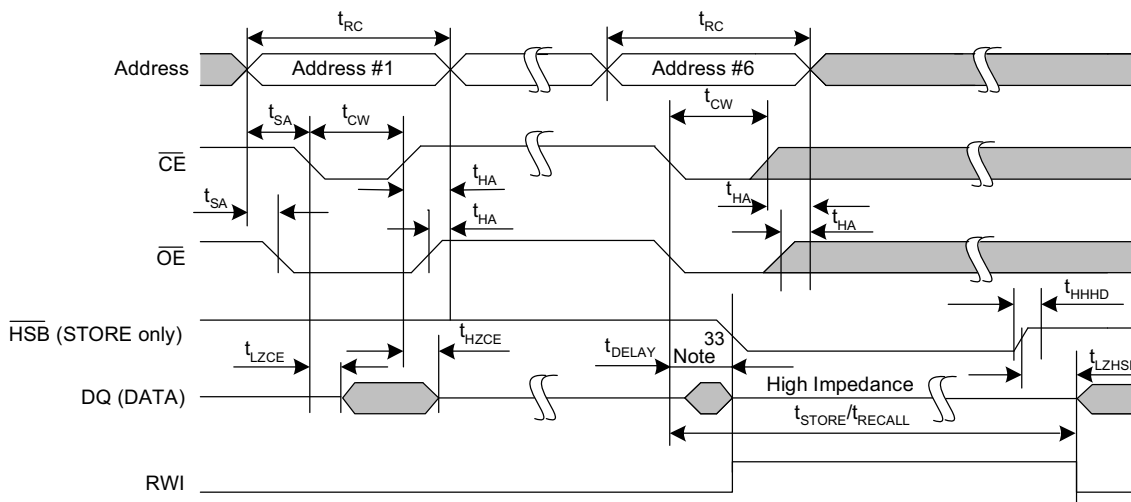 tRC tRC
Address Address #1 Address #6
tCW
tSA tCW
CE
tSA tHA tHA
tHA tHA
OE
tHHHD
HSB (STORE only)
33
tLZCE tHZCE tDELAY Note tLZHS
DQ (DATA) High Impedance
tSTORE/tRECALL
RWI